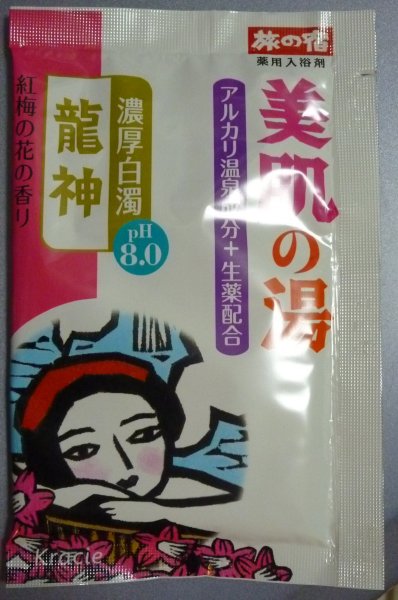 旅の宿
薬用入浴剤
美肌の湯
アルカリ温泉成分+生薬配合
濃厚白濁
龍神
pH
8.0
紅梅の花の香り
Kracie